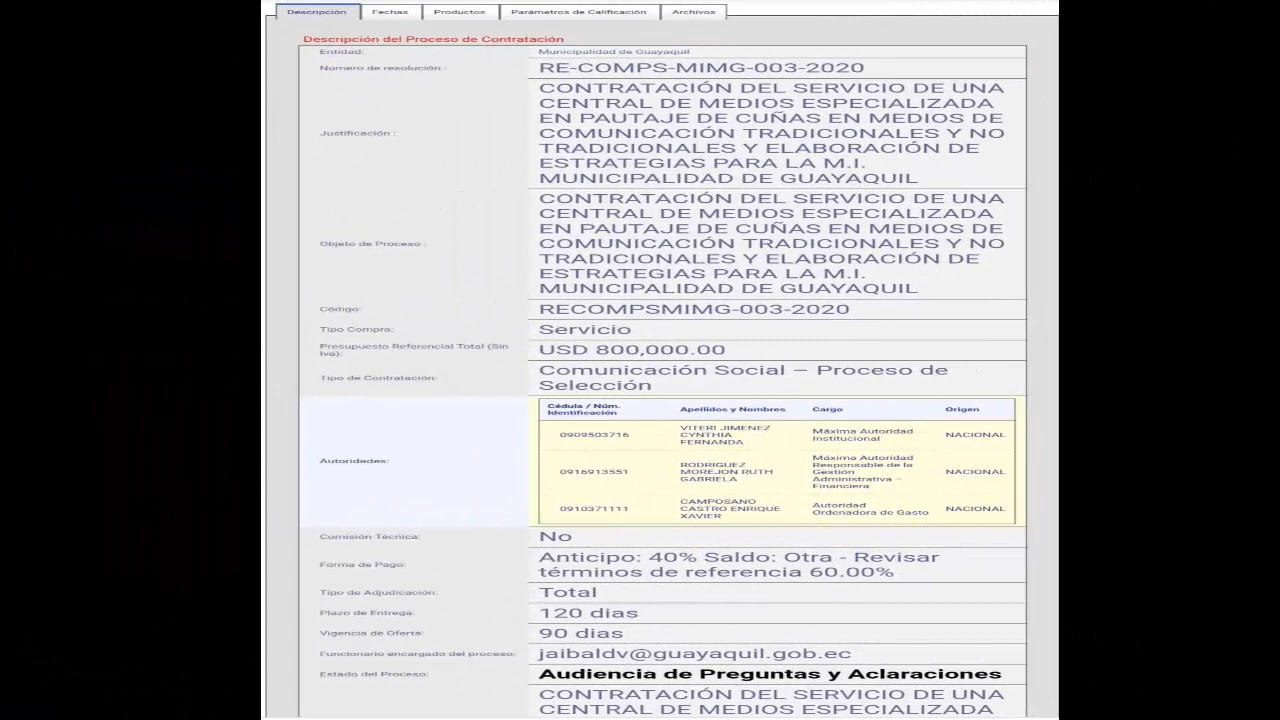 Descripción Fechas Productos Parámetros de Calificación Archivos
Descripción del Proceso de Contratación
Entidad: Municipalidad de Guayaquil
Número de resolución : RE-COMPS-MIMG-003-2020
Justificación :
CONTRATACIÓN DEL SERVICIO DE UNA
CENTRAL DE MEDIOS ESPECIALIZADA
EN PAUTAJE DE CUÑAS EN MEDIOS DE
COMUNICACIÓN TRADICIONALES Y NO
TRADICIONALES Y ELABORACIÓN DE
ESTRATEGIAS PARA LA M.I.
MUNICIPALIDAD DE GUAYAQUIL
Objeto de Proceso :
CONTRATACIÓN DEL SERVICIO DE UNA
CENTRAL DE MEDIOS ESPECIALIZADA
EN PAUTAJE DE CUÑAS EN MEDIOS DE
COMUNICACIÓN TRADICIONALES Y NO
TRADICIONALES Y ELABORACIÓN DE
ESTRATEGIAS PARA LA M.I.
MUNICIPALIDAD DE GUAYAQUIL
Código: RECOMPSMIMG-003-2020
Tipo Compra: Servicio
Presupuesto Referencial Total (Sin
Iva):
USD 800,000.00
Tipo de Contratación:
Comunicación Social – Proceso de
Selección
Autoridades:
Cédula / Núm.
Identificación
Apellidos y Nombres Cargo Origen
0909503716
VITERI JIMENEZ
CYNTHIA
FERNANDA
Máxima Autoridad
Institucional
NACIONAL
0916913551
RODRIGUEZ
MOREJON RUTH
GABRIELA
Máxima Autoridad
Responsable de la
Gestión
Administrativa –
Financiera
NACIONAL
0910371111
CAMPOSANO
CASTRO ENRIQUE
XAVIER
Autoridad
Ordenadora de Gasto
NACIONAL
Comisión Técnica: No
Forma de Pago:
Anticipo: 40% Saldo: Otra - Revisar
términos de referencia 60.00%
Tipo de Adjudicación: Total
Plazo de Entrega: 120 dias
Vigencia de Oferta: 90 dias
Funcionario encargado del proceso: jaibaldv@guayaquil.gob.ec
Estado del Proceso: Audiencia de Preguntas y Aclaraciones
CONTRATACIÓN DEL SERVICIO DE UNA
CENTRAL DE MEDIOS ESPECIALIZADA